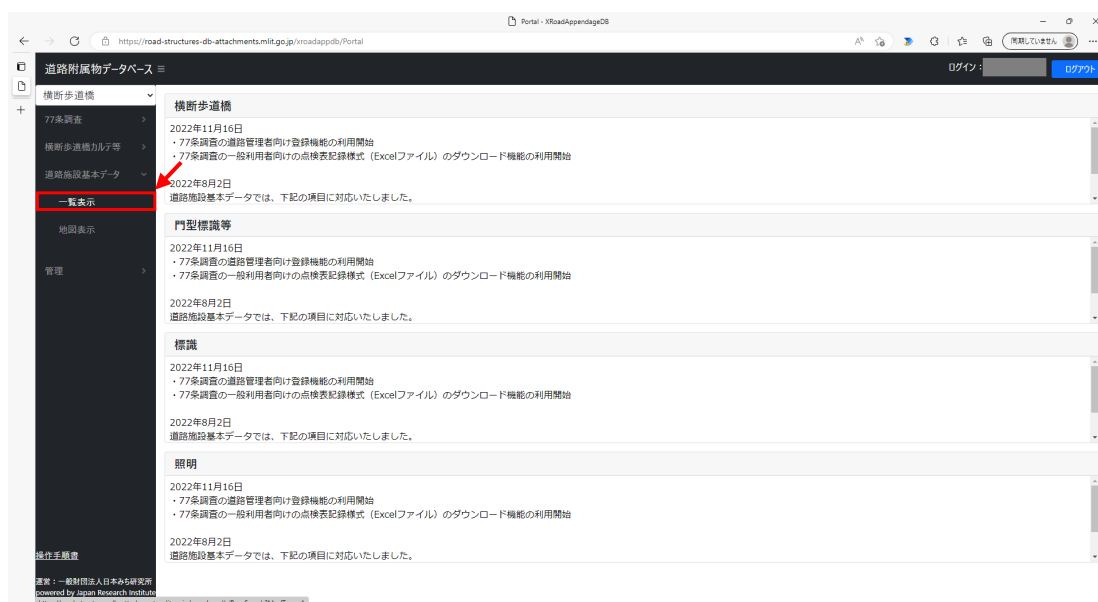 Portal - XRoadAppendageDB
https://road-structures-db-attachments.mlit.go.jp/xroadappdb/Portal
同期していません
道路附属物データベース
ログイン：
ログアウト
横断歩道橋
77条調査
横断歩道橋カルテ等
道路施設基本データ
一覧表示
地図表示
管理
操作手順書
運営：一般財団法人日本みち研究所
powered by Japan Research Institute
横断歩道橋
2022年11月16日
・77条調査の道路管理者向け登録機能の利用開始
・77条調査の一般利用者向けの点検表記録様式（Excelファイル）のダウンロード機能の利用開始
2022年8月2日
道路施設基本データでは、下記の項目に対応いたしました。
門型標識等
2022年11月16日
・77条調査の道路管理者向け登録機能の利用開始
・77条調査の一般利用者向けの点検表記録様式（Excelファイル）のダウンロード機能の利用開始
2022年8月2日
道路施設基本データでは、下記の項目に対応いたしました。
標識
2022年11月16日
・77条調査の道路管理者向け登録機能の利用開始
・77条調査の一般利用者向けの点検表記録様式（Excelファイル）のダウンロード機能の利用開始
2022年8月2日
道路施設基本データでは、下記の項目に対応いたしました。
照明
2022年11月16日
・77条調査の道路管理者向け登録機能の利用開始
・77条調査の一般利用者向けの点検表記録様式（Excelファイル）のダウンロード機能の利用開始
2022年8月2日
道路施設基本データでは、下記の項目に対応いたしました。